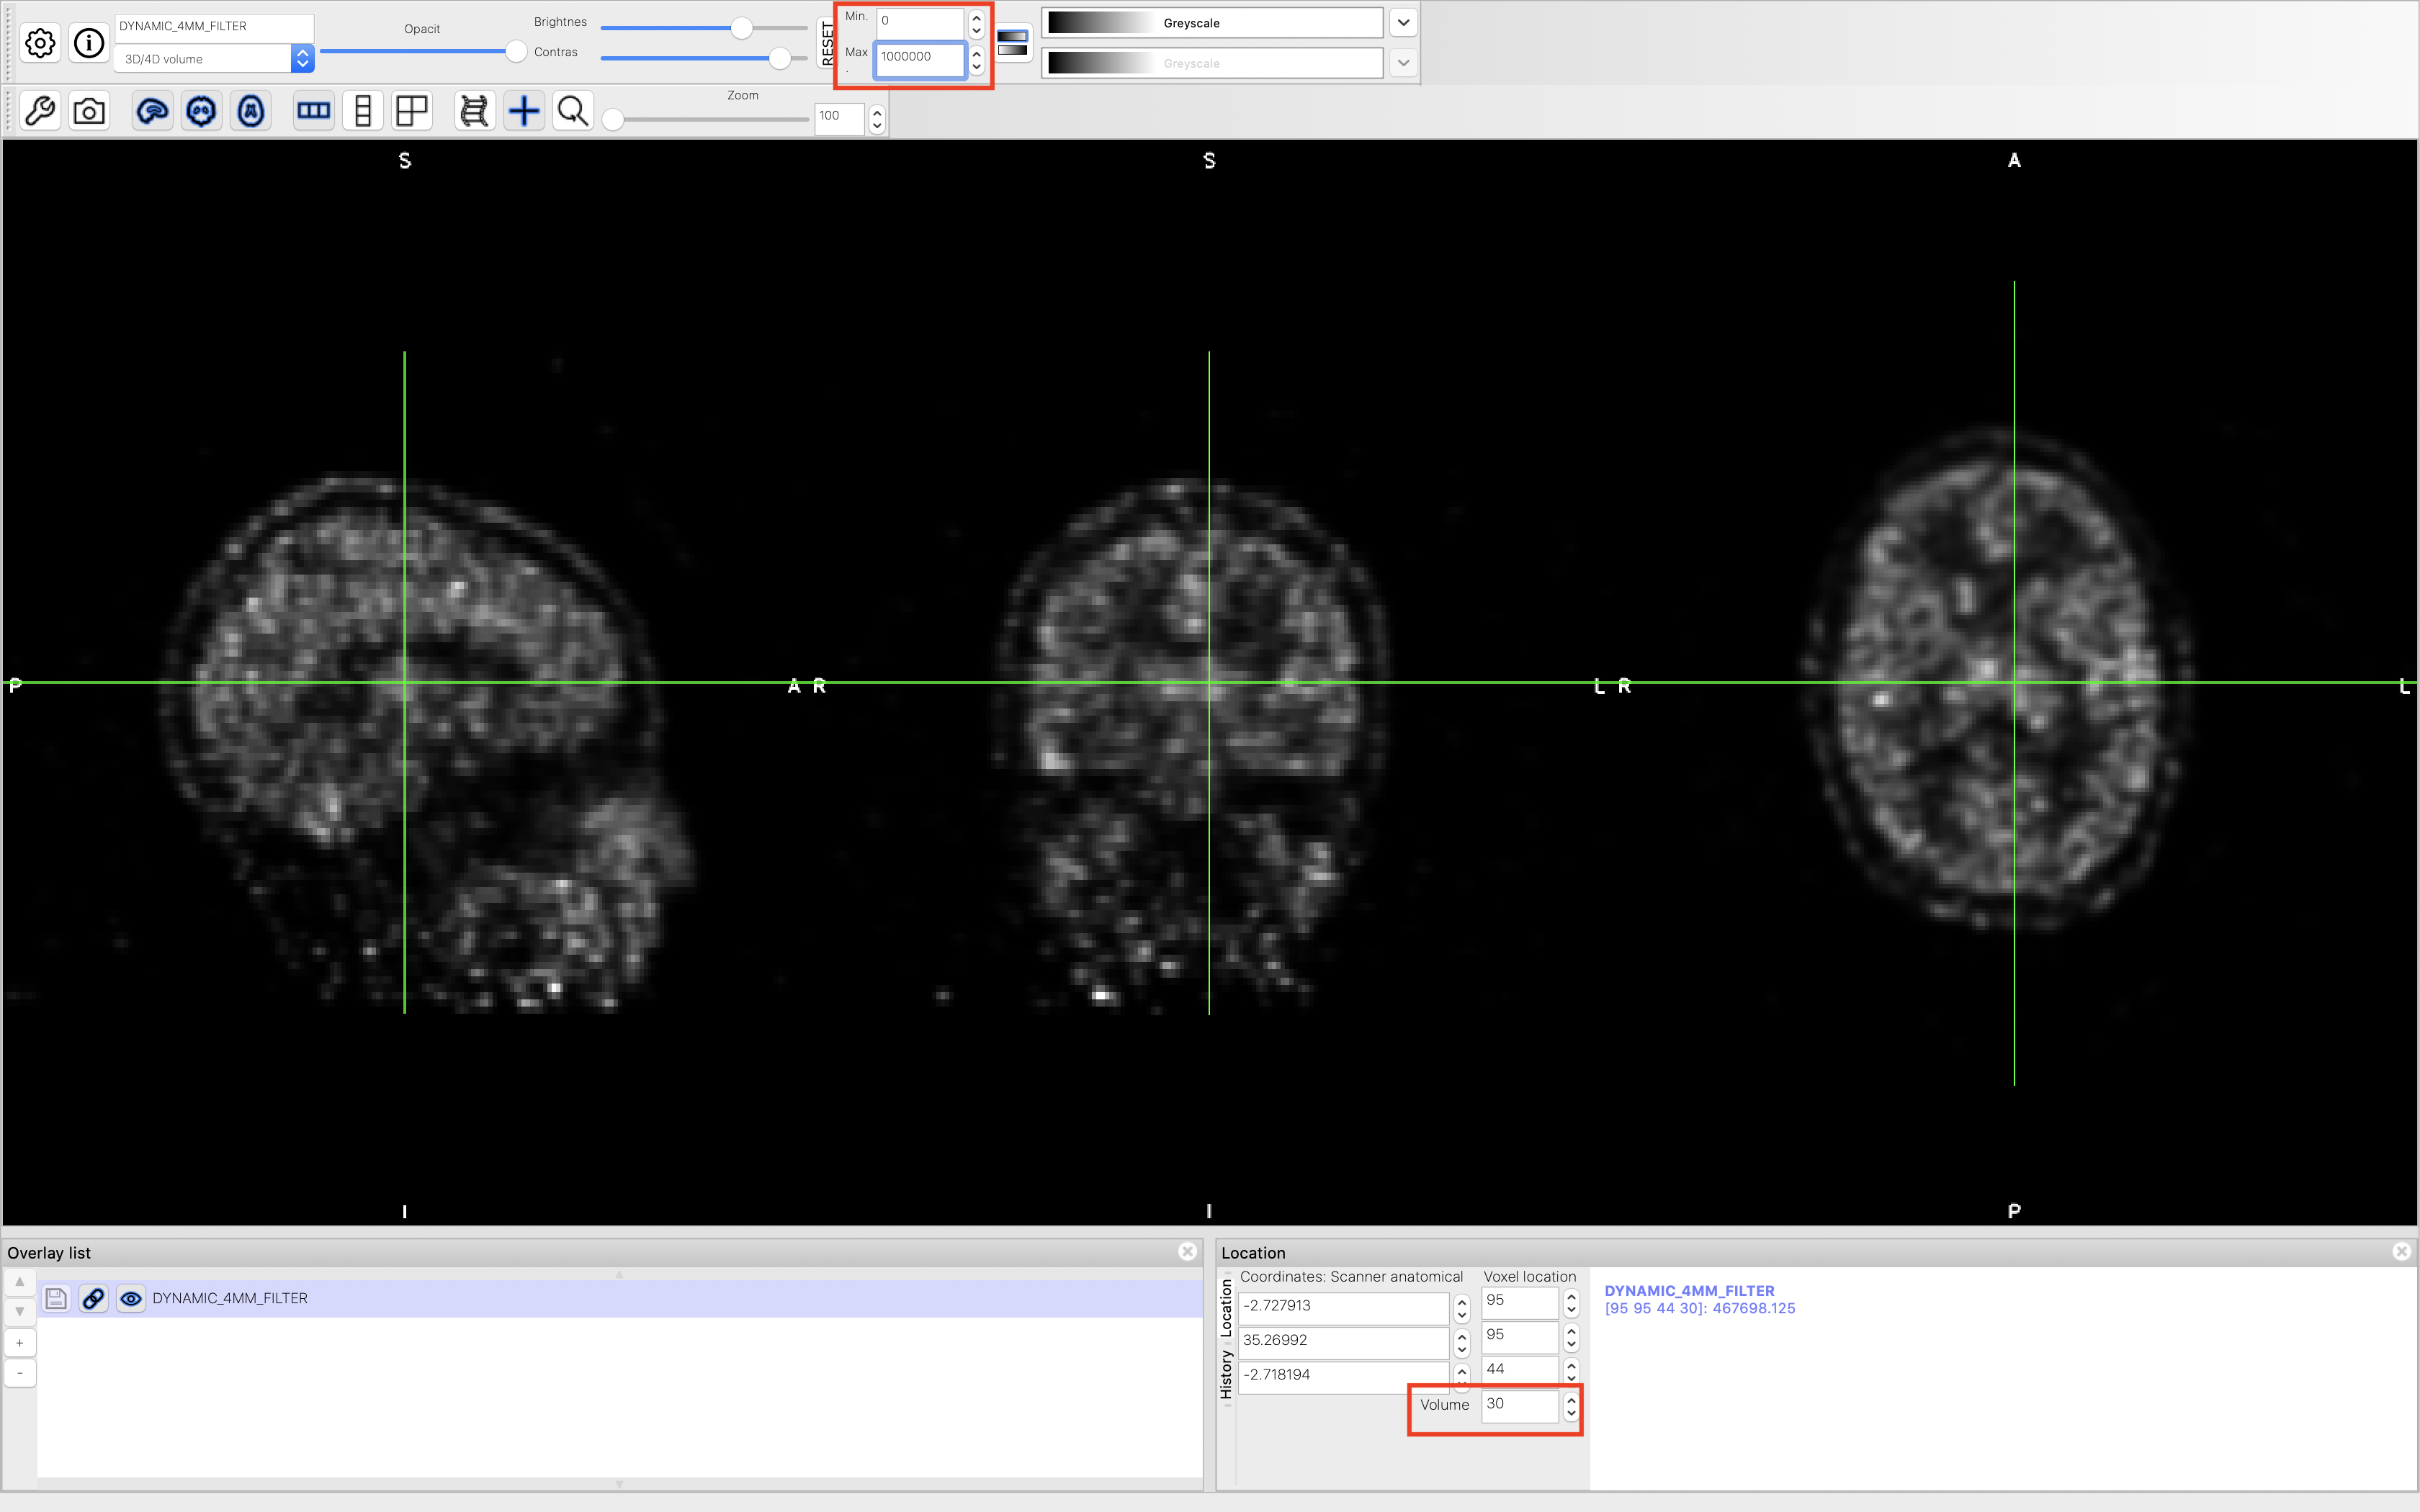 DYNAMIC_4MM_FILTER
3D/4D volume
Opacit
Brightnes
Contras
RESET
Min.
0
Max
.
1000000
Greyscale
Greyscale
Zoom
100
S
S
A
P
A
R
L
R
L
I
I
P
Overlay list
DYNAMIC_4MM_FILTER
+
-
Location
Location
History
Coordinates: Scanner anatomical
Voxel location
-2.727913
95
35.26992
95
-2.718194
44
Volume
30
DYNAMIC_4MM_FILTER
[95 95 44 30]: 467698.125